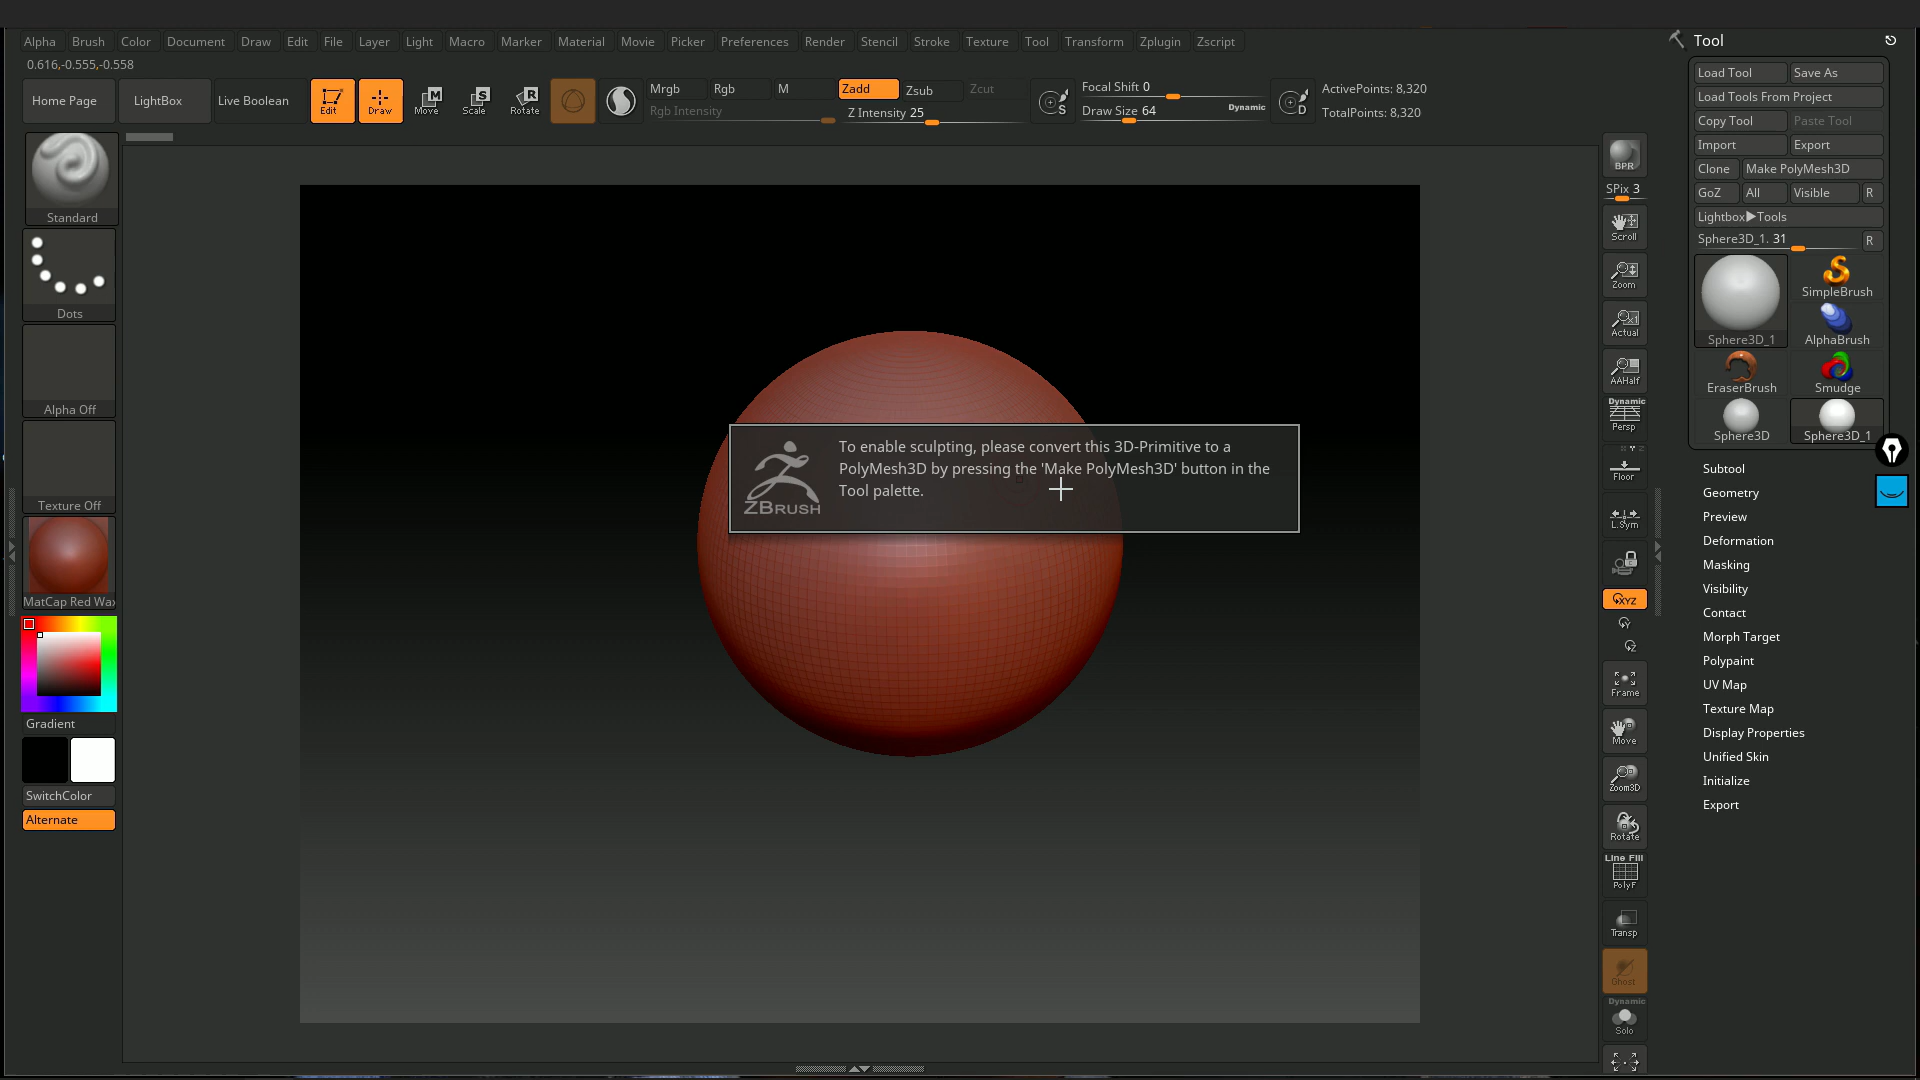 Alpha Brush Color Document Draw Edit File Layer Light Macro Marker Material Movie Picker Preferences Render Stencil Stroke Texture Tool Transform Zplugin Zscript
0.616,-0.555,-0.558
Home Page LightBox Live Boolean Edit Draw Move Scale Rotate
M S R
Mrgb Rgb M
Rgb Intensity
Zadd Zsub Zcut
Z Intensity 25
S
Focal Shift 0
Draw Size 64 Dynamic
D
ActivePoints: 8,320
TotalPoints: 8,320
Standard
Dots
Alpha Off
Texture Off
MatCap Red Wax
Gradient
SwitchColor
Alternate
To enable sculpting, please convert this 3D-Primitive to a
PolyMesh3D by pressing the 'Make PolyMesh3D' button in the
Tool palette.
ZBRUSH
BPR
SPix 3
Scroll
Zoom
Actual
AAHalf
Dynamic
Persp
Floor
L.Sym
XYZ
Y
Z
Frame
Move
Zoom3D
Rotate
Line Fill
PolyF
Transp
Ghost
Dynamic
Solo
Tool
Load Tool Save As
Load Tools From Project
Copy Tool Paste Tool
Import Export
Clone Make PolyMesh3D
GoZ All Visible R
Lightbox▶Tools
Sphere3D_1. 31 R
Sphere3D_1
SimpleBrush
AlphaBrush
EraserBrush Smudge
Sphere3D Sphere3D_1
Subtool
Geometry
Preview
Deformation
Masking
Visibility
Contact
Morph Target
Polypaint
UV Map
Texture Map
Display Properties
Unified Skin
Initialize
Export